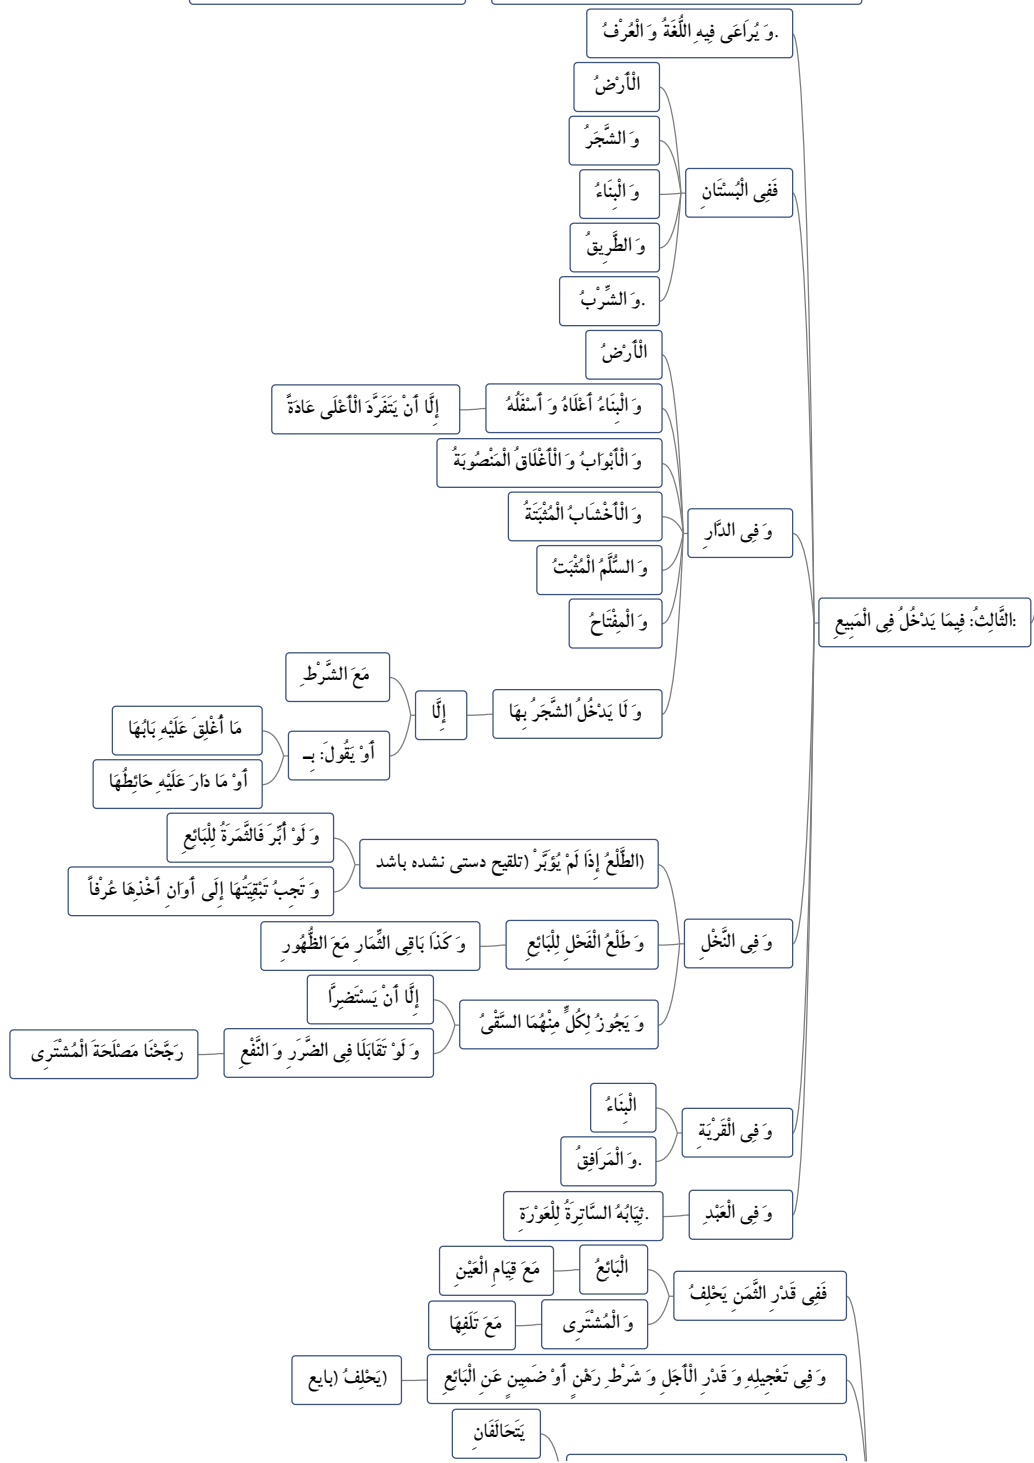 الثَّالِثُ: فِيمَا يَدْخُلُ فِى الْمَبِيعِ:
وَ يُرَاعَى فِيهِ اللُّغَةُ وَ الْعُرْفُ.
فَفِى الْبُسْتَانِ
الْأَرْضُ
وَ الشَّجَرُ
وَ الْبِنَاءُ
وَ الطَّرِيقُ
وَ الشِّرْبُ.
وَ فِى الدَّارِ
الْأَرْضُ
وَ الْبِنَاءُ أَعْلَاهُ وَ أَسْفَلُهُ
إِلَّا أَنْ يَتَفَرَّدَ الْأَعْلَى عَادَةً
وَ الْأَبْوَابُ وَ الْأَغْلَاقُ الْمَنْصُوبَةُ
وَ الْأَخْشَابُ الْمُثْبَتَةُ
وَ السُّلَّمُ الْمُثْبَتُ
وَ الْمِفْتَاحُ
وَ لَا يَدْخُلُ الشَّجَرُ بِهَا
إِلَّا
مَعَ الشَّرْطِ
أَوْ يَقُولَ: بِـ
مَا أُغْلِقَ عَلَيْهِ بَابُهَا
أَوْ مَا دَارَ عَلَيْهِ حَائِطُهَا
وَ فِى النَّخْلِ
الطَّلْعُ إِذَا لَمْ يُؤَبَّرْ (تلقيح دستى نشده باشد)
وَ لَوْ أُبِّرَ فَالثَّمَرَةُ لِلْبَائِعِ
وَ تَجِبُ تَبْقِيَتُهَا إِلَى أَوَانِ أَخْذِهَا عُرْفاً
وَ طَلْعُ الْفَحْلِ لِلْبَائِعِ
وَ كَذَا بَاقِى الثِّمَارِ مَعَ الظُّهُورِ
وَ يَجُوزُ لِكُلٍّ مِنْهُمَا السَّقْىُ
إِلَّا أَنْ يَسْتَضِرَّا
وَ لَوْ تَقَابَلَا فِى الضَّرَرِ وَ النَّفْعِ
رَجَّحْنَا مَصْلَحَةَ الْمُشْتَرِى
وَ فِى الْقَرْيَةِ
الْبِنَاءُ
وَ الْمَرَافِقُ.
وَ فِى الْعَبْدِ
ثِيَابُهُ السَّاتِرَةُ لِلْعَوْرَةِ.
فَفِى قَدْرِ الثَّمَنِ يَحْلِفُ
الْبَائِعُ
مَعَ قِيَامِ الْعَيْنِ
وَ الْمُشْتَرِى
مَعَ تَلَفِهَا
وَ فِى تَعْجِيلِهِ وَ قَدْرِ الْأَجَلِ وَ شَرْطِ رَهْنٍ أَوْ ضَمِينٍ عَنِ الْبَائِعِ
يَحْلِفُ (بايع)
يَتَحَالَفَانِ